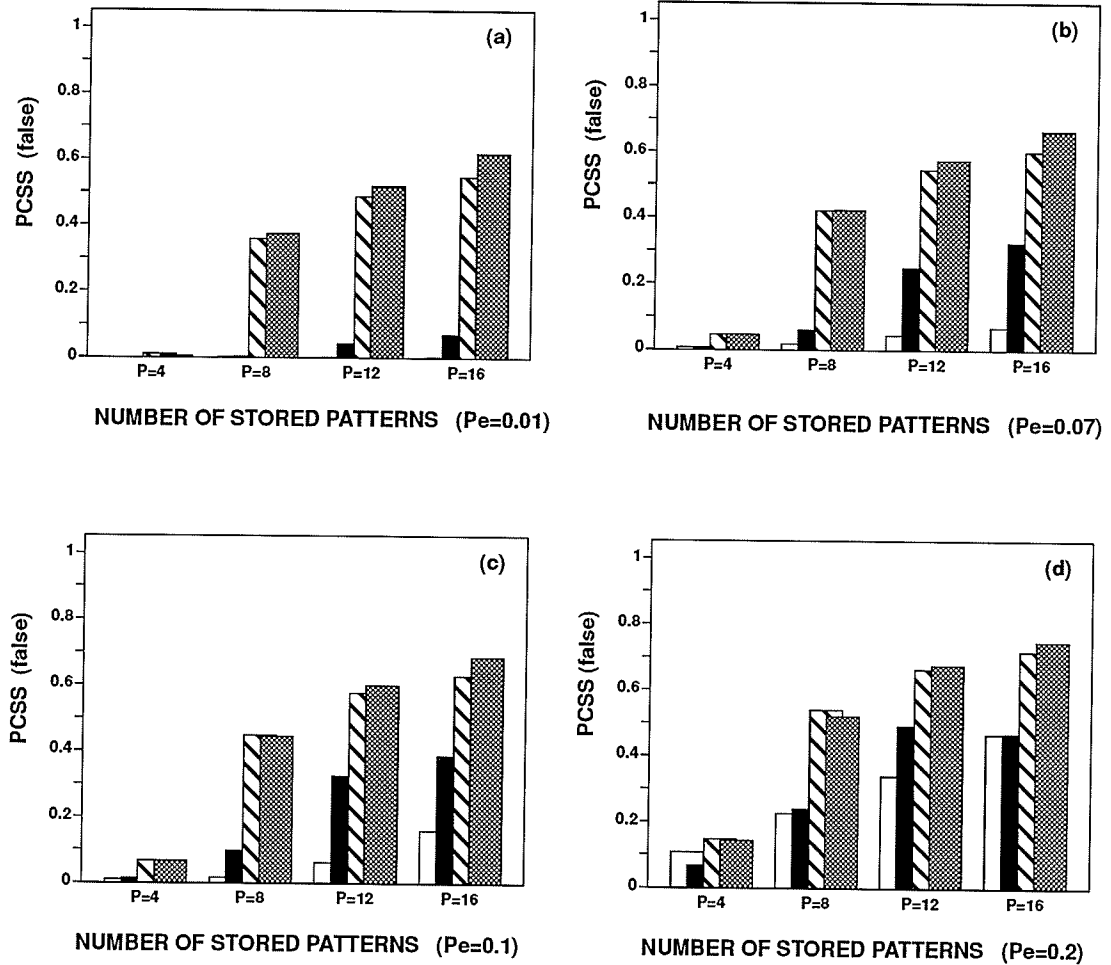 (a)
PCSS (false)
1
0.8
0.6
0.4
0.2
0
P=4 P=8 P=12 P=16
NUMBER OF STORED PATTERNS (Pe=0.01)
(b)
PCSS (false)
1
0.8
0.6
0.4
0.2
0
P=4 P=8 P=12 P=16
NUMBER OF STORED PATTERNS (Pe=0.07)
(c)
PCSS (false)
1
0.8
0.6
0.4
0.2
0
P=4 P=8 P=12 P=16
NUMBER OF STORED PATTERNS (Pe=0.1)
(d)
PCSS (false)
1
0.8
0.6
0.4
0.2
0
P=4 P=8 P=12 P=16
NUMBER OF STORED PATTERNS (Pe=0.2)